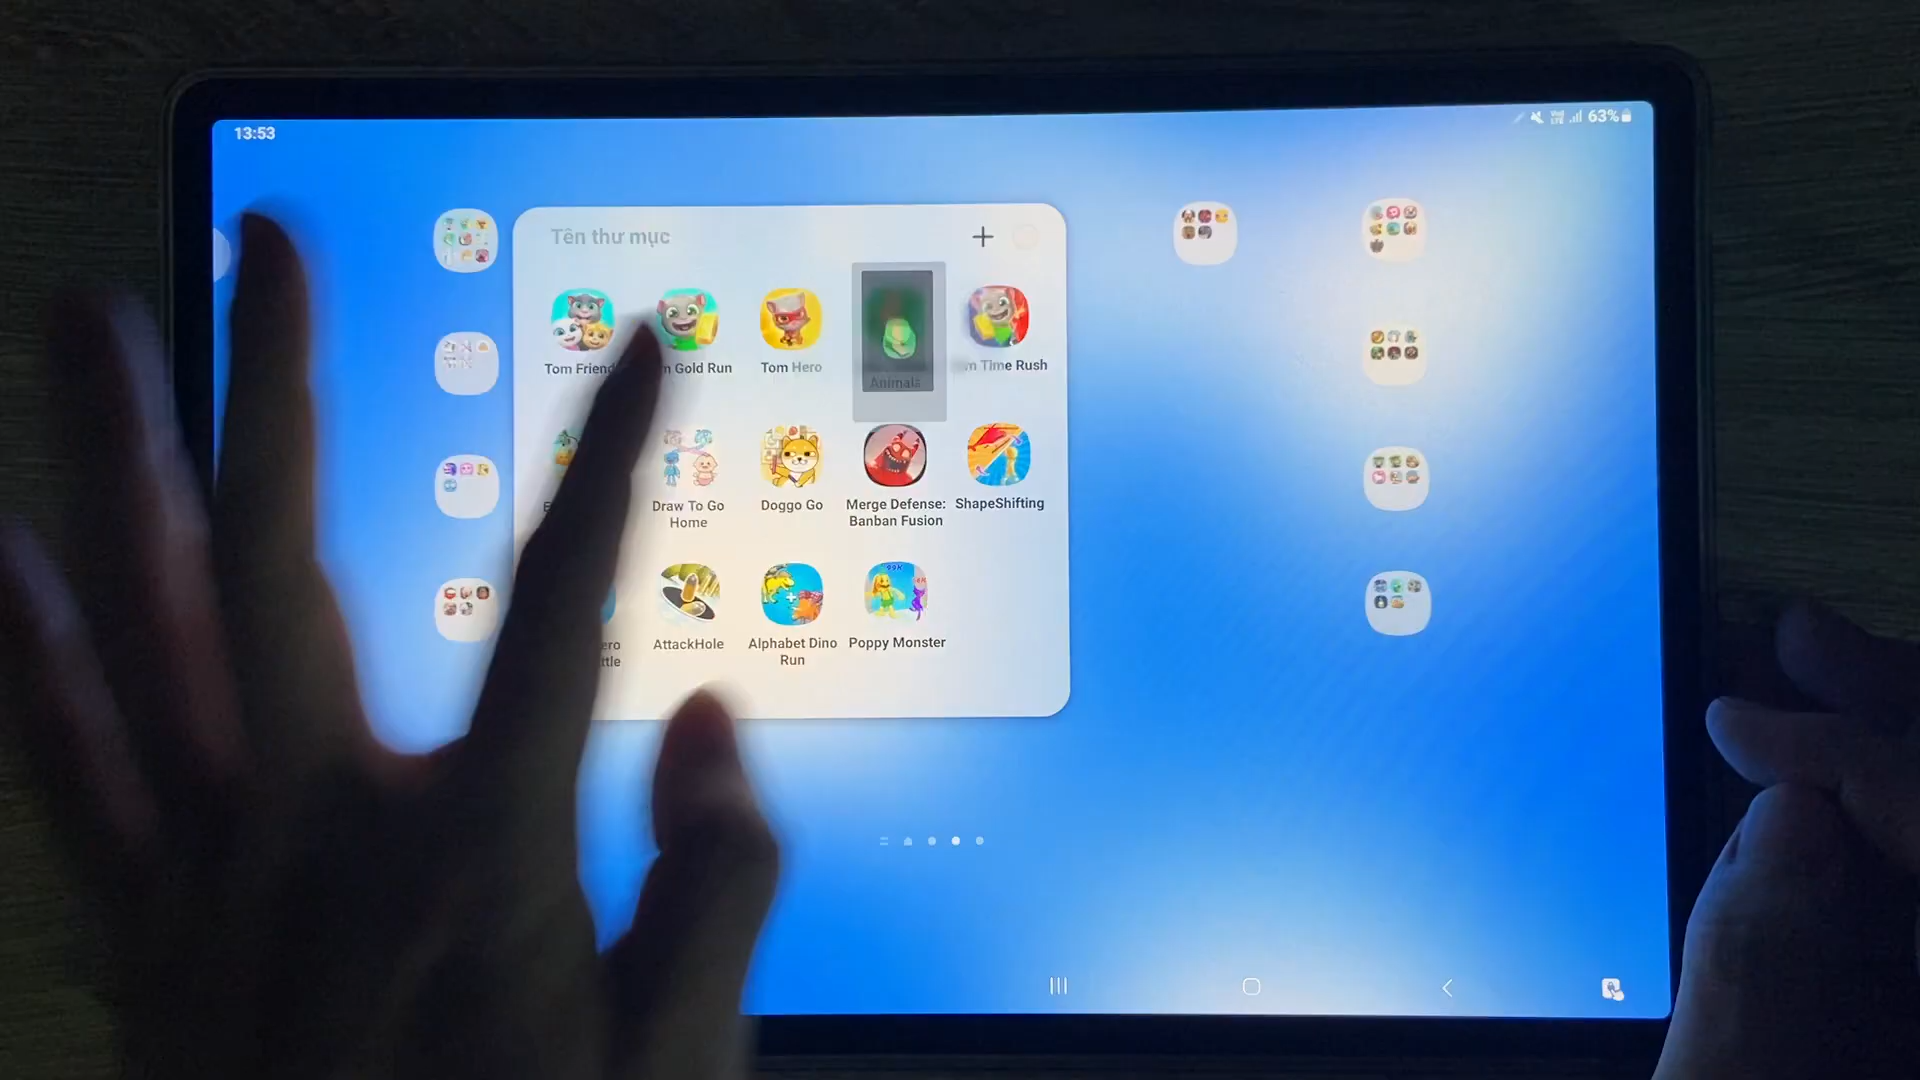 13:53
63%
Tên thư mục
Tom Friend
Gold Run
Tom Hero
Animals
Time Rush
Draw To Go
Home
Doggo Go
Merge Defense:
Banban Fusion
ShapeShifting
AttackHole
Alphabet Dino
Run
Poppy Monster